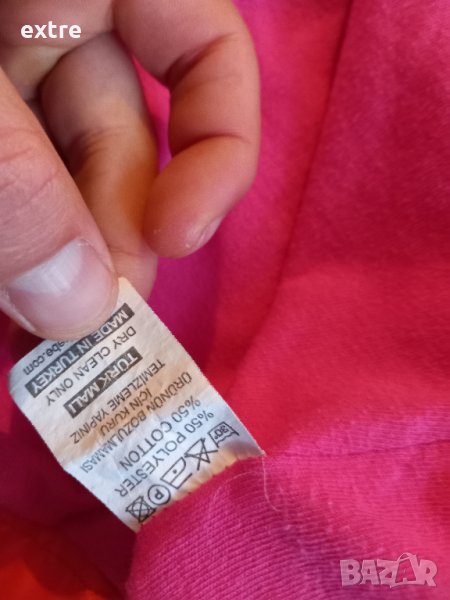 extre
%50 POLYESTER
%50 COTTON
ÜRÜNÜN BOZULMAMASI
İÇİN KURU
TEMİZLEME YAPINIZ
TÜRK MALI
DRY CLEAN ONLY
MADE IN TURKEY
BAZAR